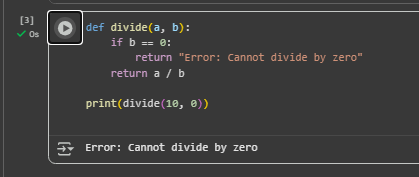 [3]
0s
def divide(a, b):
    if b == 0:
        return "Error: Cannot divide by zero"
    return a / b

print(divide(10, 0))
Error: Cannot divide by zero